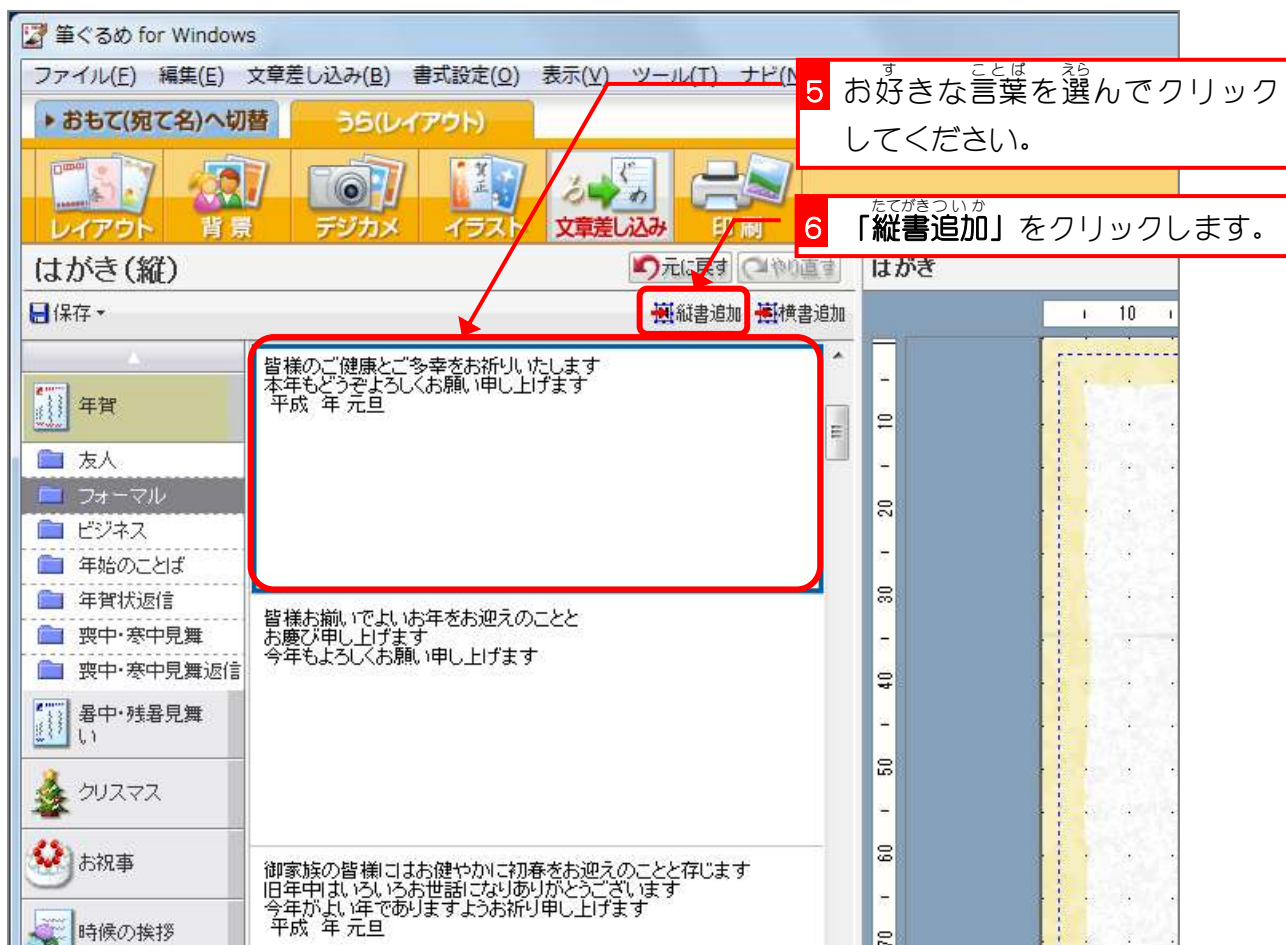 筆ぐるめ for Windows
ファイル(F) 編集(E) 文章差し込み(B) 書式設定(O) 表示(V) ツール(T) ナビ(N
おもて(宛て名)へ切替
うら(レイアウト)
レイアウト
背景
デジカメ
イラスト
文章差し込み
印刷
5 お好きな言葉を選んでクリック
してください。
6 「縦書追加」をクリックします。
はがき(縦)
元に戻す
やり直す
はがき
保存
縦書追加
横書追加
10
年賀
友人
フォーマル
ビジネス
年始のことば
年賀状返信
喪中・寒中見舞
喪中・寒中見舞返信
暑中・残暑見舞
い
クリスマス
お祝事
時候の挨拶
皆様のご健康とご多幸をお祈りいたします
本年もどうぞよろしくお願い申し上げます
平成 年 元旦
皆様お揃いでよいお年をお迎えのことと
お慶び申し上げます
今年もよろしくお願い申し上げます
御家族の皆様にはお健やかに初春をお迎えのことと存じます
旧年中はいろいろお世話になりありがとうございます
今年がよい年でありますようお祈り申し上げます
平成 年 元旦
10
20
30
40
50
60
70